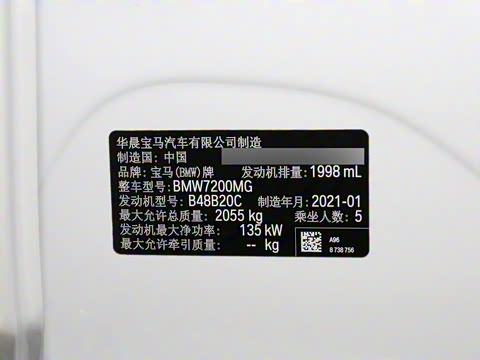 华晨宝马汽车有限公司制造
制造国：中国
品牌：宝马(BMW)牌 发动机排量：1998 mL
整车型号：BMW7200MG
发动机型号：B48B20C 制造年月：2021-01
最大允许总质量：2055 kg 乘坐人数：5
发动机最大净功率：135 kW
最大允许牵引质量：-- kg
A96
8 738 756